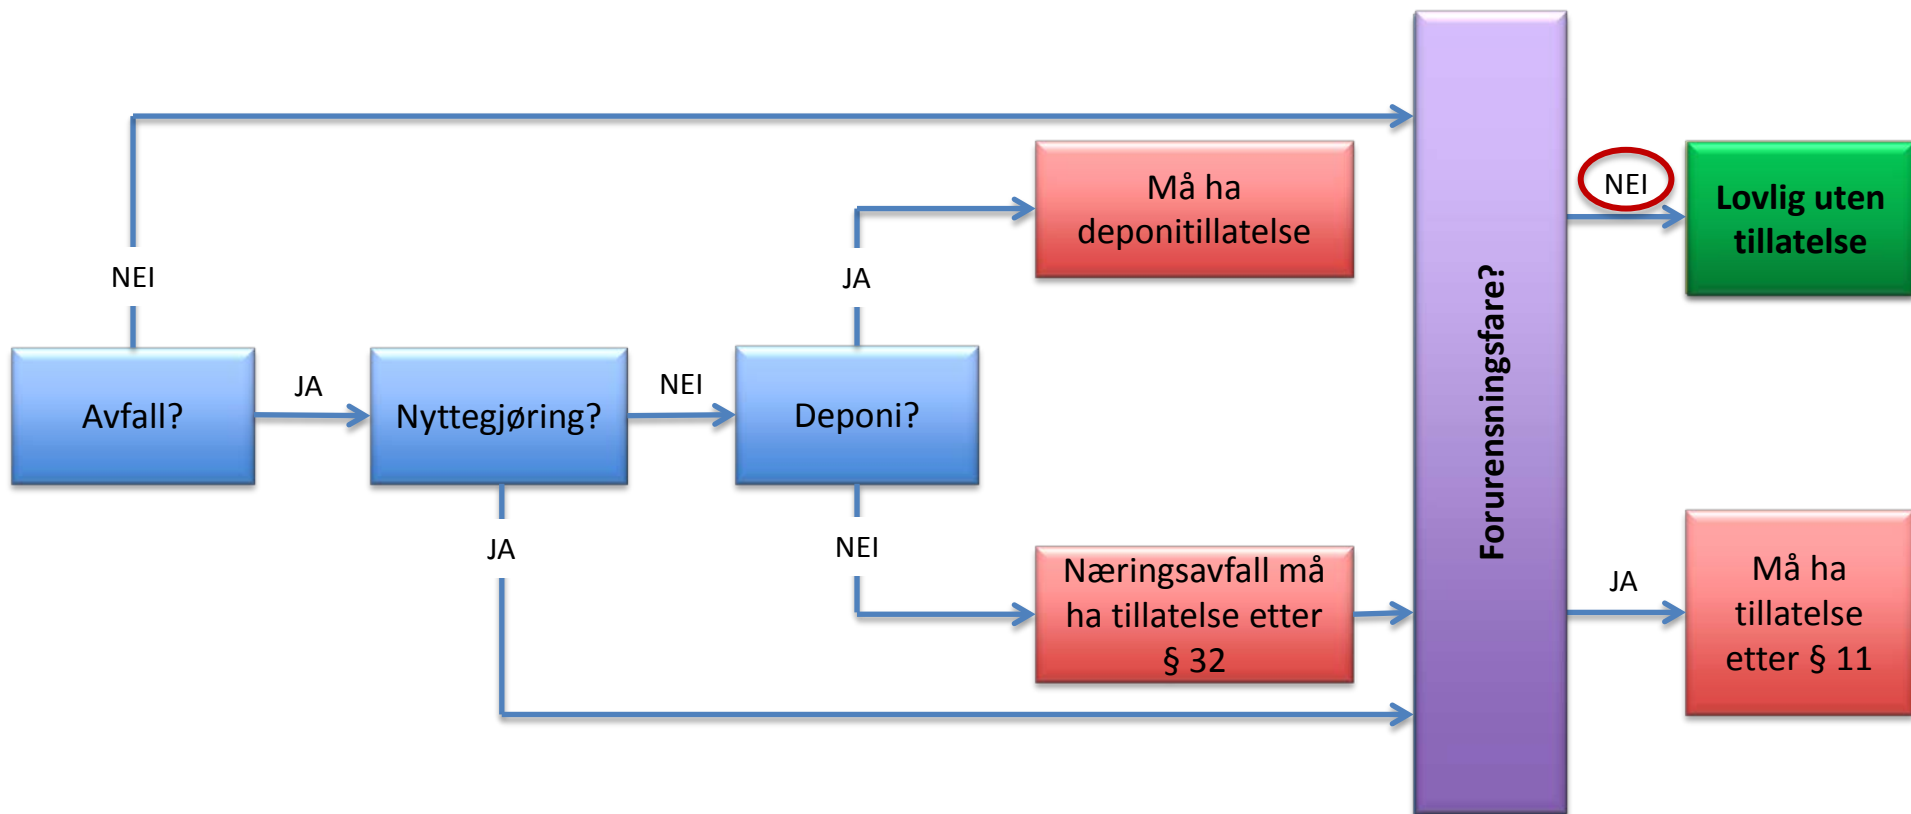 NEI
Avfall?
JA
Nyttegjøring?
NEI
Deponi?
JA
Må ha
deponitillatelse
JA
NEI
Næringsavfall må
ha tillatelse etter
§ 32
Forurensningsfare?
NEI
Lovlig uten
tillatelse
JA
Må ha
tillatelse
etter § 11